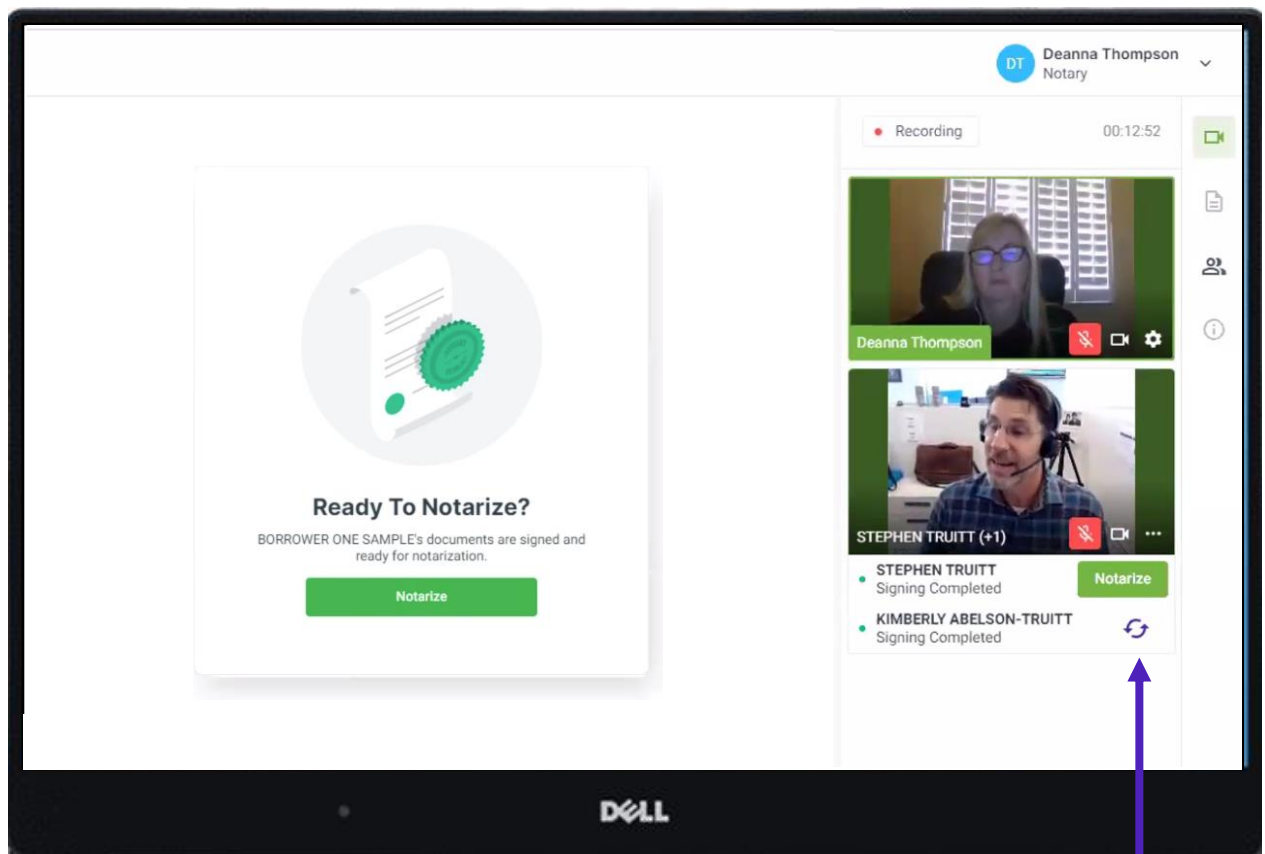 DT
Deanna Thompson
Notary
Recording
00:12:52
Ready To Notarize?
BORROWER ONE SAMPLE's documents are signed and
ready for notarization.
Notarize
Deanna Thompson
STEPHEN TRUITT (+1)
STEPHEN TRUITT
Signing Completed
Notarize
KIMBERLY ABELSON-TRUITT
Signing Completed
DELL